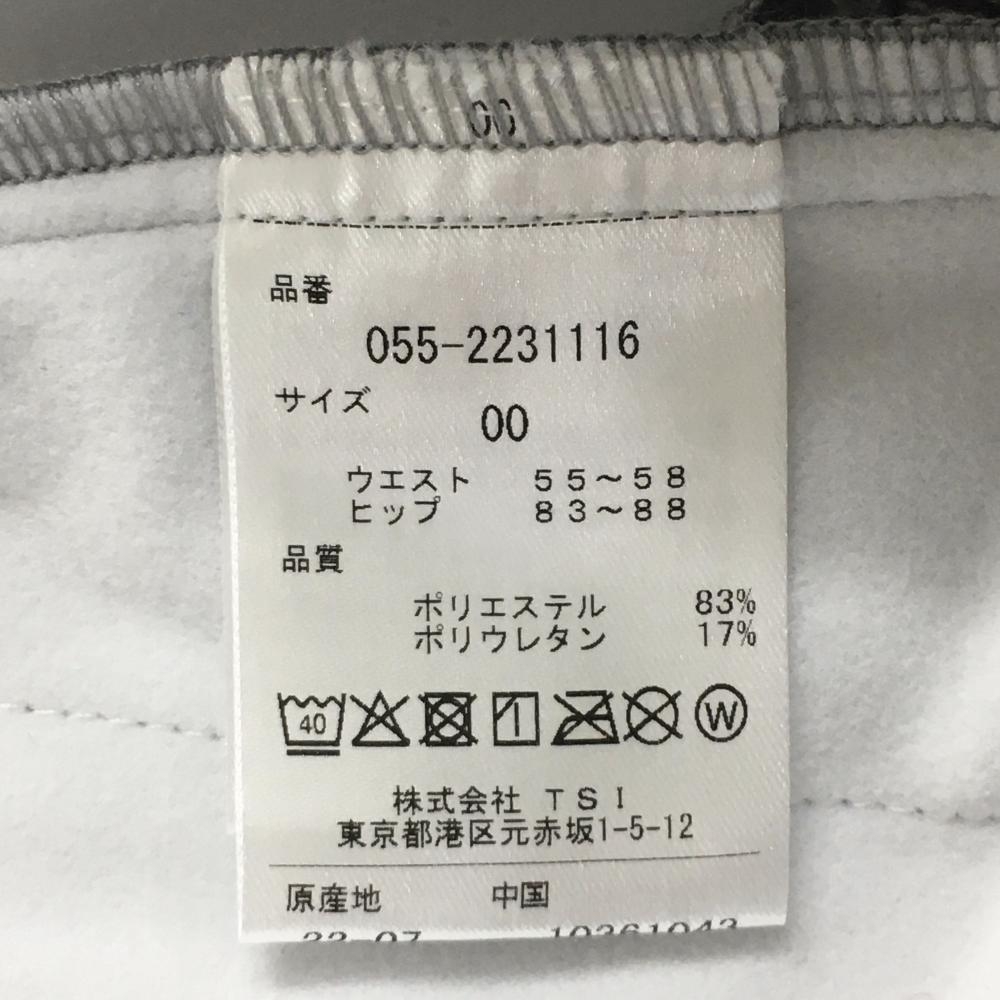 00
品番
055-2231116
サイズ
00
ウエスト 55～58
ヒップ 83～88
品質
ポリエステル 83%
ポリウレタン 17%
40 W
株式会社 TSI
東京都港区元赤坂1-5-12
原産地 中国